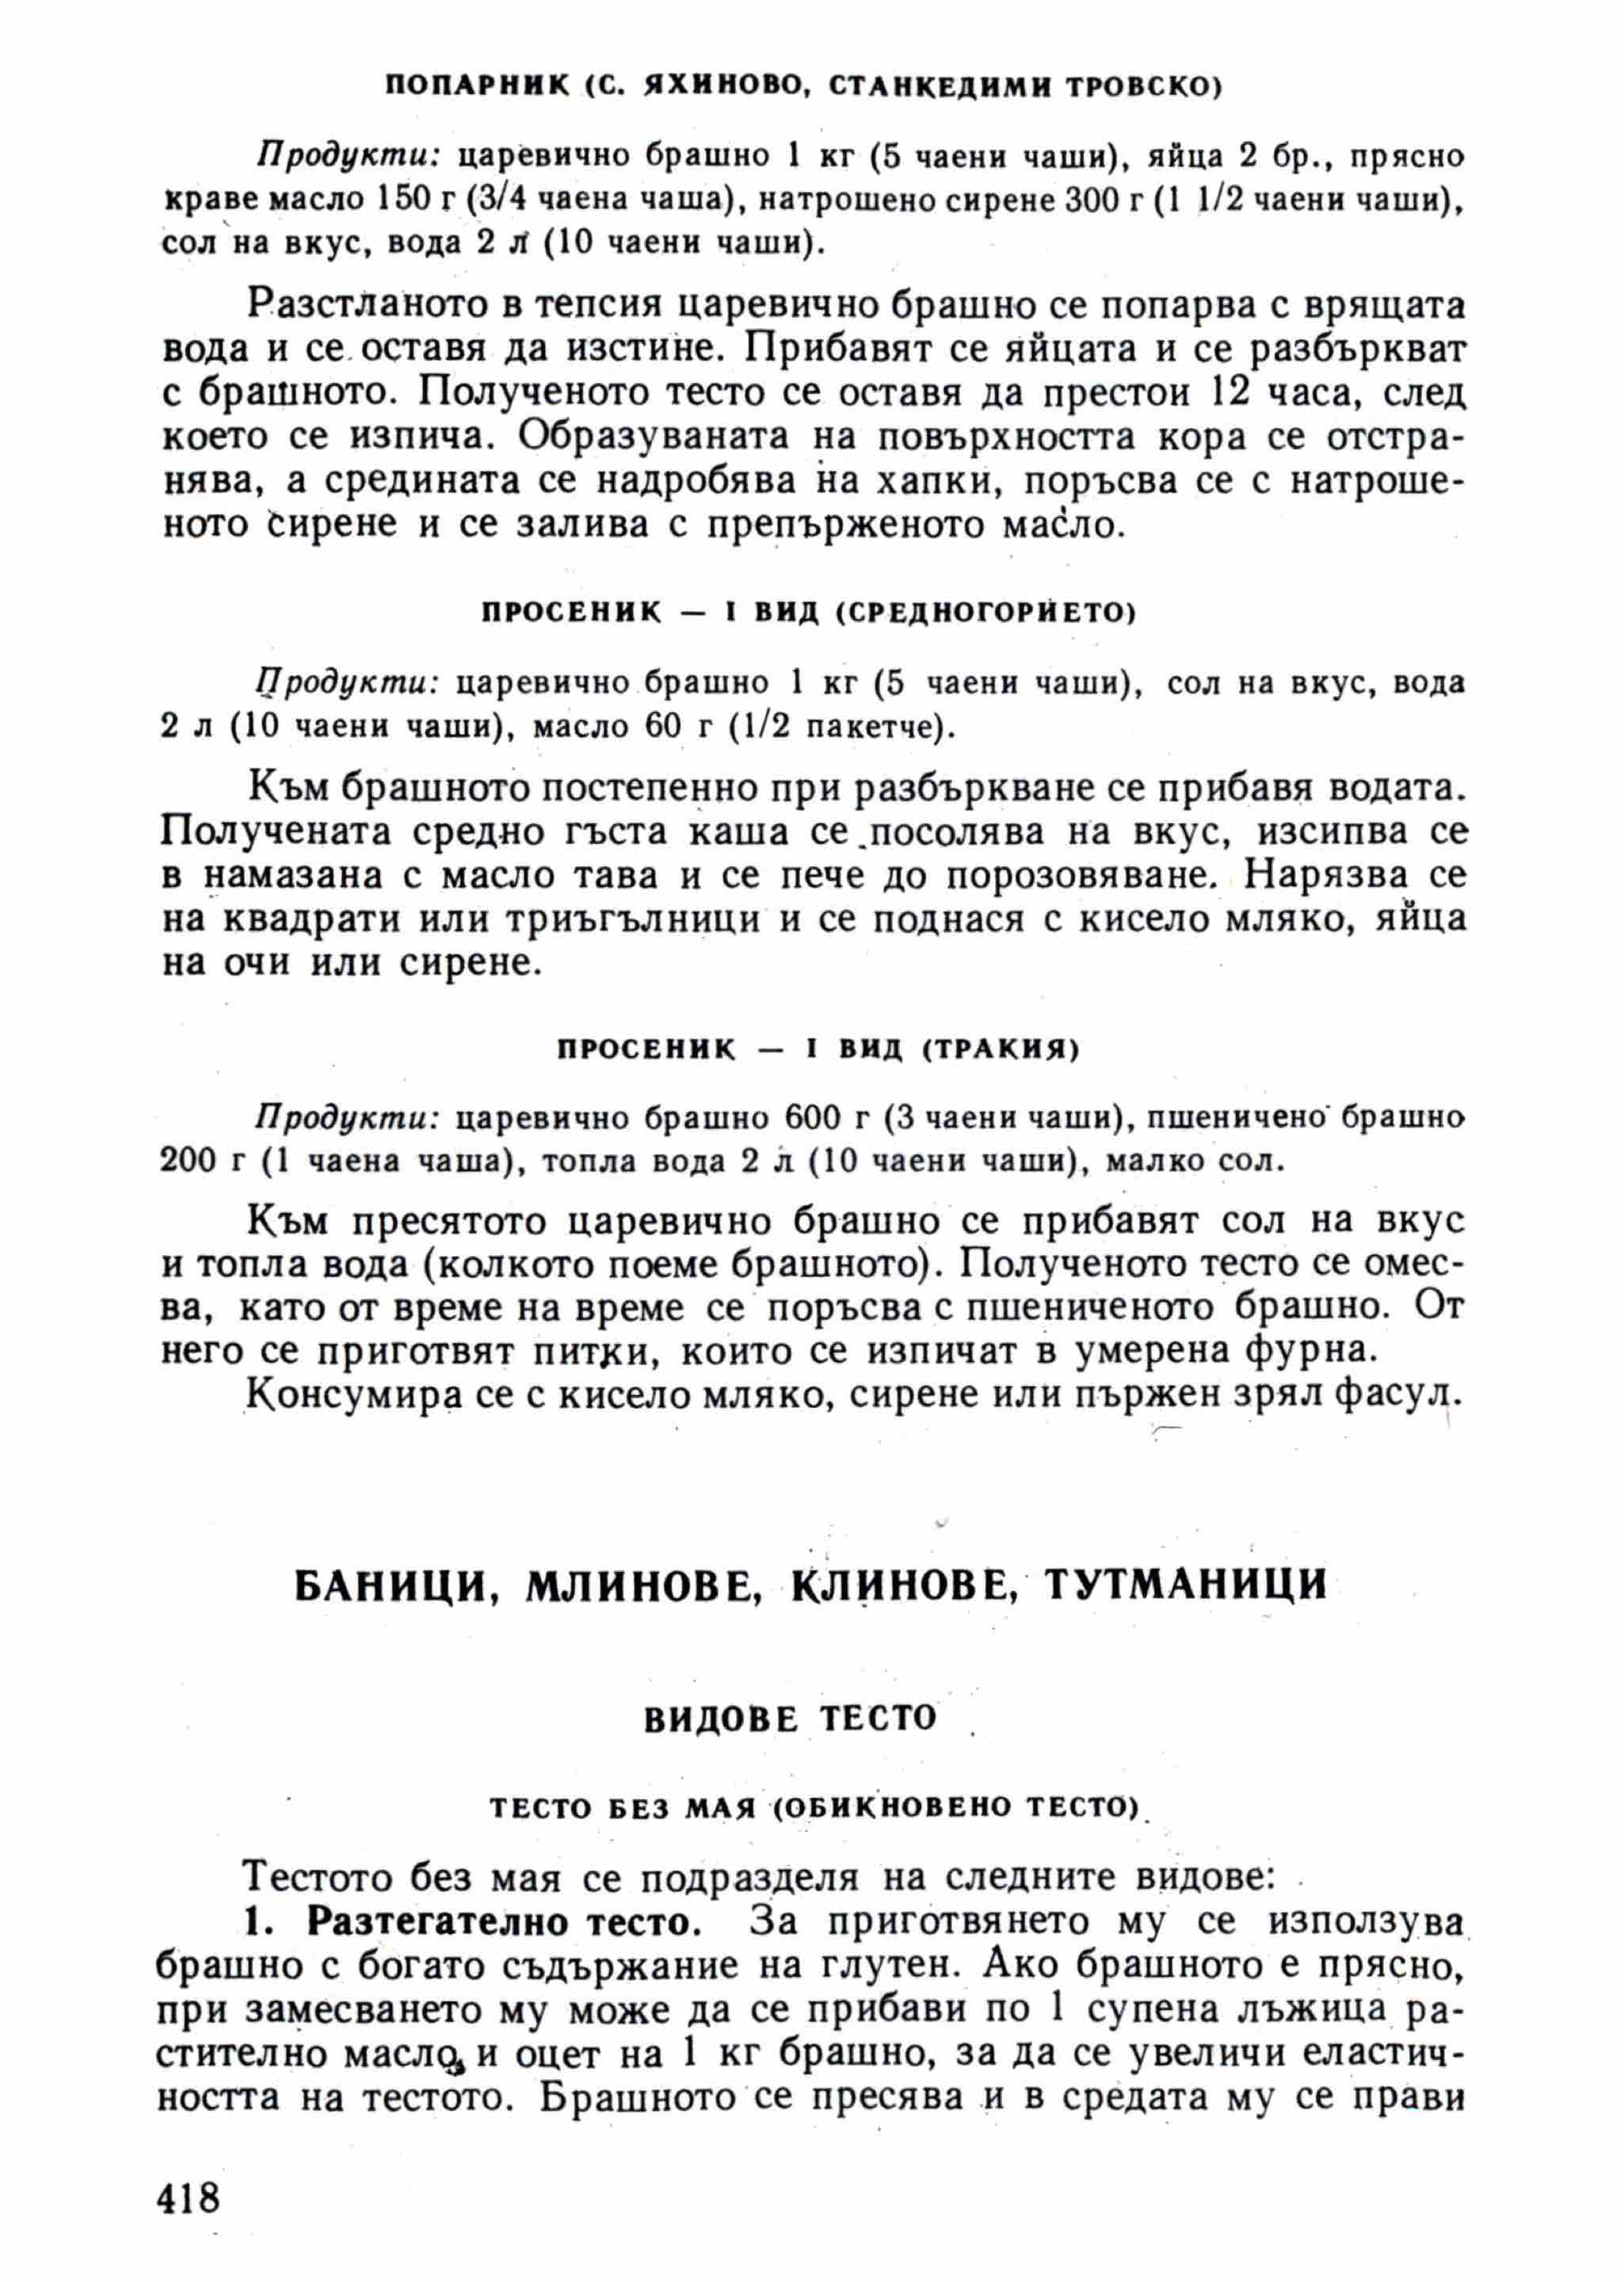 ПОПАРНИК (С. ЯХИНОВО, СТАНКЕДИМИТРОВСКО)
Продукти: царевично брашно 1 кг (5 чаени чаши), яйца 2 бр., прясно
краве масло 150 г (3/4 чаена чаша), натрошено сирене 300 г (1 1/2 чаени чаши),
сол на вкус, вода 2 л (10 чаени чаши).
Разстланото в тепсия царевично брашно се попарва с врящата
вода и се оставя да изстине. Прибавят се яйцата и се разбъркват
с брашното. Полученото тесто се оставя да престои 12 часа, след
което се изпича. Образуваната на повърхността кора се отстра-
нява, а средината се надробява на хапки, поръсва се с натроше-
ното сирене и се залива с препърженото масло.
ПРОСЕНИК — I ВИД (СРЕДНОГОРИЕТО)
Продукти: царевично брашно 1 кг (5 чаени чаши), сол на вкус, вода
2 л (10 чаени чаши), масло 60 г (1/2 пакетче).
Към брашното постепенно при разбъркване се прибавя водата.
Получената средно гъста каша се посолява на вкус, изсипва се
в намазана с масло тава и се пече до порозовяване. Нарязва се
на квадрати или триъгълници и се поднася с кисело мляко, яйца
на очи или сирене.
ПРОСЕНИК — I ВИД (ТРАКИЯ)
Продукти: царевично брашно 600 г (3 чаени чаши), пшеничено брашно
200 г (1 чаена чаша), топла вода 2 л (10 чаени чаши), малко сол.
Към пресятото царевично брашно се прибавят сол на вкус
и топла вода (колкото поеме брашното). Полученото тесто се омес-
ва, като от време на време се поръсва с пшениченото брашно. От
него се приготвят питки, които се изпичат в умерена фурна.
Консумира се с кисело мляко, сирене или пържен зрял фасул.
БАНИЦИ, МЛИНОВЕ, КЛИНОВЕ, ТУТМАНИЦИ
ВИДОВЕ ТЕСТО
ТЕСТО БЕЗ МАЯ (ОБИКНОВЕНО ТЕСТО)
Тестото без мая се подразделя на следните видове:
1. Разтегателно тесто. За приготвянето му се използува
брашно с богато съдържание на глутен. Ако брашното е прясно,
при замесването му може да се прибави по 1 супена лъжица ра-
стително масло и оцет на 1 кг брашно, за да се увеличи еластич-
ността на тестото. Брашното се пресява и в средата му се прави
418